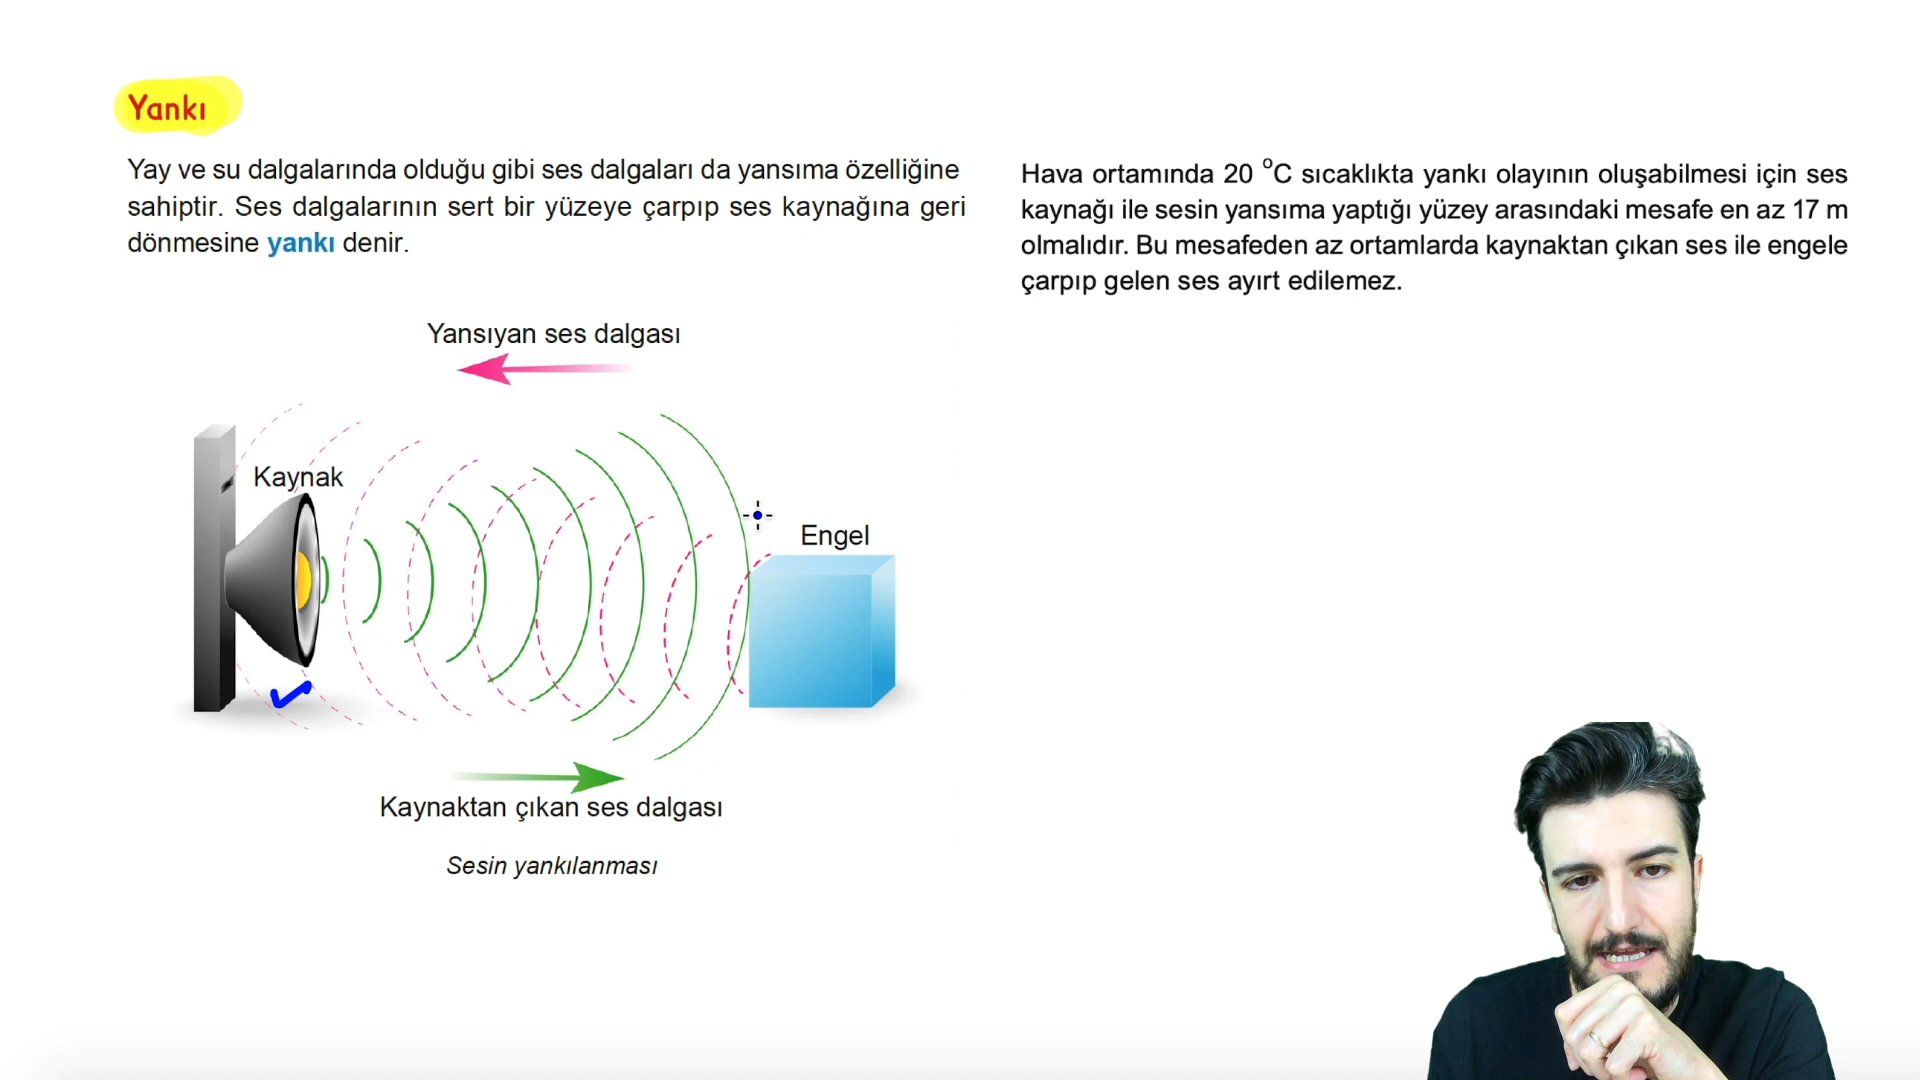 Yankı
Yay ve su dalgalarında olduğu gibi ses dalgaları da yansıma özelliğine
sahiptir. Ses dalgalarının sert bir yüzeye çarpıp ses kaynağına geri
dönmesine yankı denir.
Hava ortamında 20 °C sıcaklıkta yankı olayının oluşabilmesi için ses
kaynağı ile sesin yansıma yaptığı yüzey arasındaki mesafe en az 17 m
olmalıdır. Bu mesafeden az ortamlarda kaynaktan çıkan ses ile engele
çarpıp gelen ses ayırt edilemez.
Yansıyan ses dalgası
Kaynak
Engel
Kaynaktan çıkan ses dalgası
Sesin yankılanması